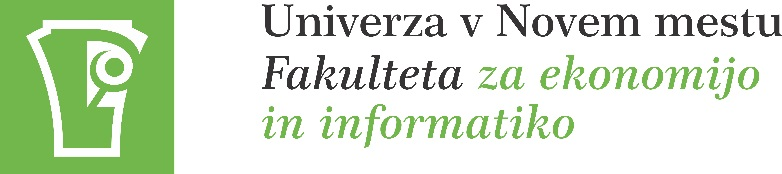 Univerza v Novem mestu
Fakulteta za ekonomijo
in informatiko